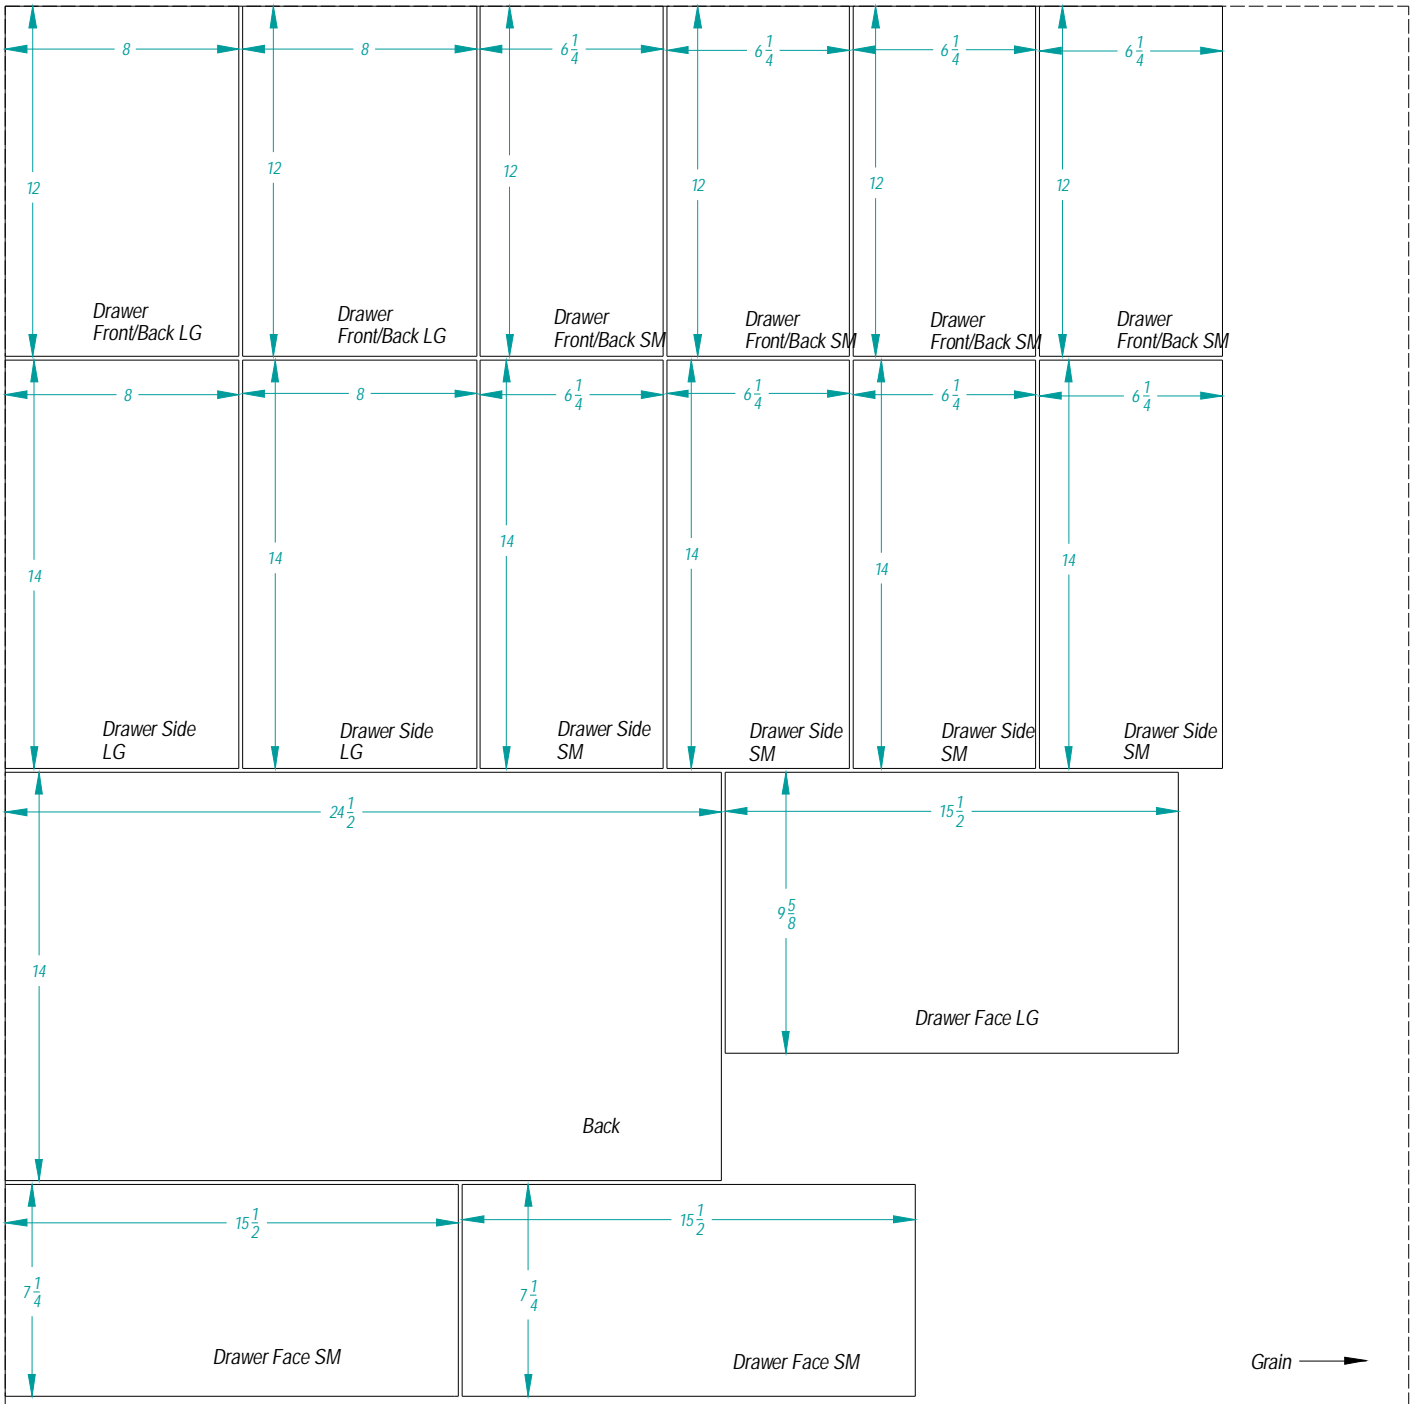 8 8 6 1/4 6 1/4 6 1/4 6 1/4
12 12 12 12 12 12
Drawer
Front/Back LG
Drawer
Front/Back LG
Drawer
Front/Back SM
Drawer
Front/Back SM
Drawer
Front/Back SM
Drawer
Front/Back SM
8 8 6 1/4 6 1/4 6 1/4 6 1/4
14 14 14 14 14 14
Drawer Side
LG
Drawer Side
LG
Drawer Side
SM
Drawer Side
SM
Drawer Side
SM
Drawer Side
SM
24 1/2 15 1/2
14 9 5/8
Drawer Face LG
Back
15 1/2 15 1/2
7 1/4 7 1/4
Drawer Face SM Drawer Face SM
Grain